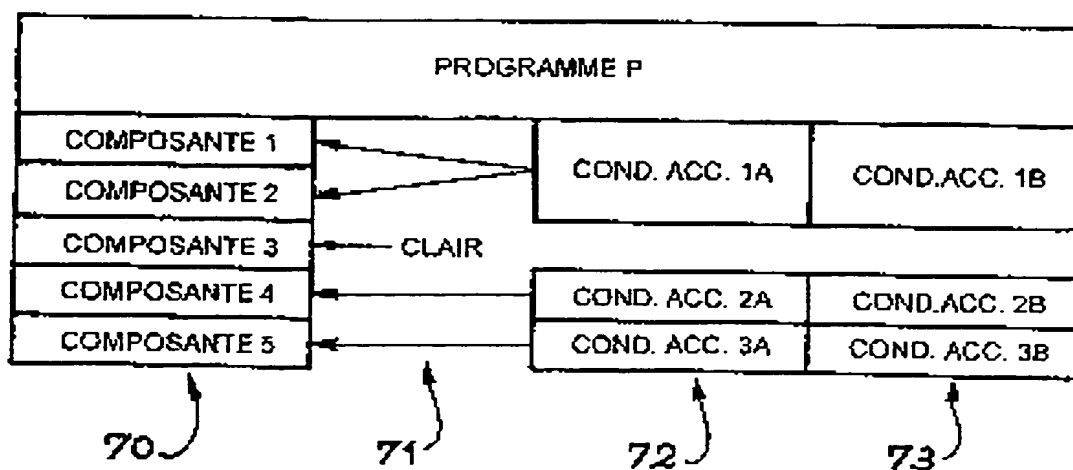 PROGRAMME P
COMPOSANTE 1
COMPOSANTE 2
COND. ACC. 1A
COND.ACC. 1B
COMPOSANTE 3
CLAIR
COMPOSANTE 4
COND. ACC. 2A
COND.ACC. 2B
COMPOSANTE 5
COND. ACC. 3A
COND. ACC. 3B
70
71
72
73